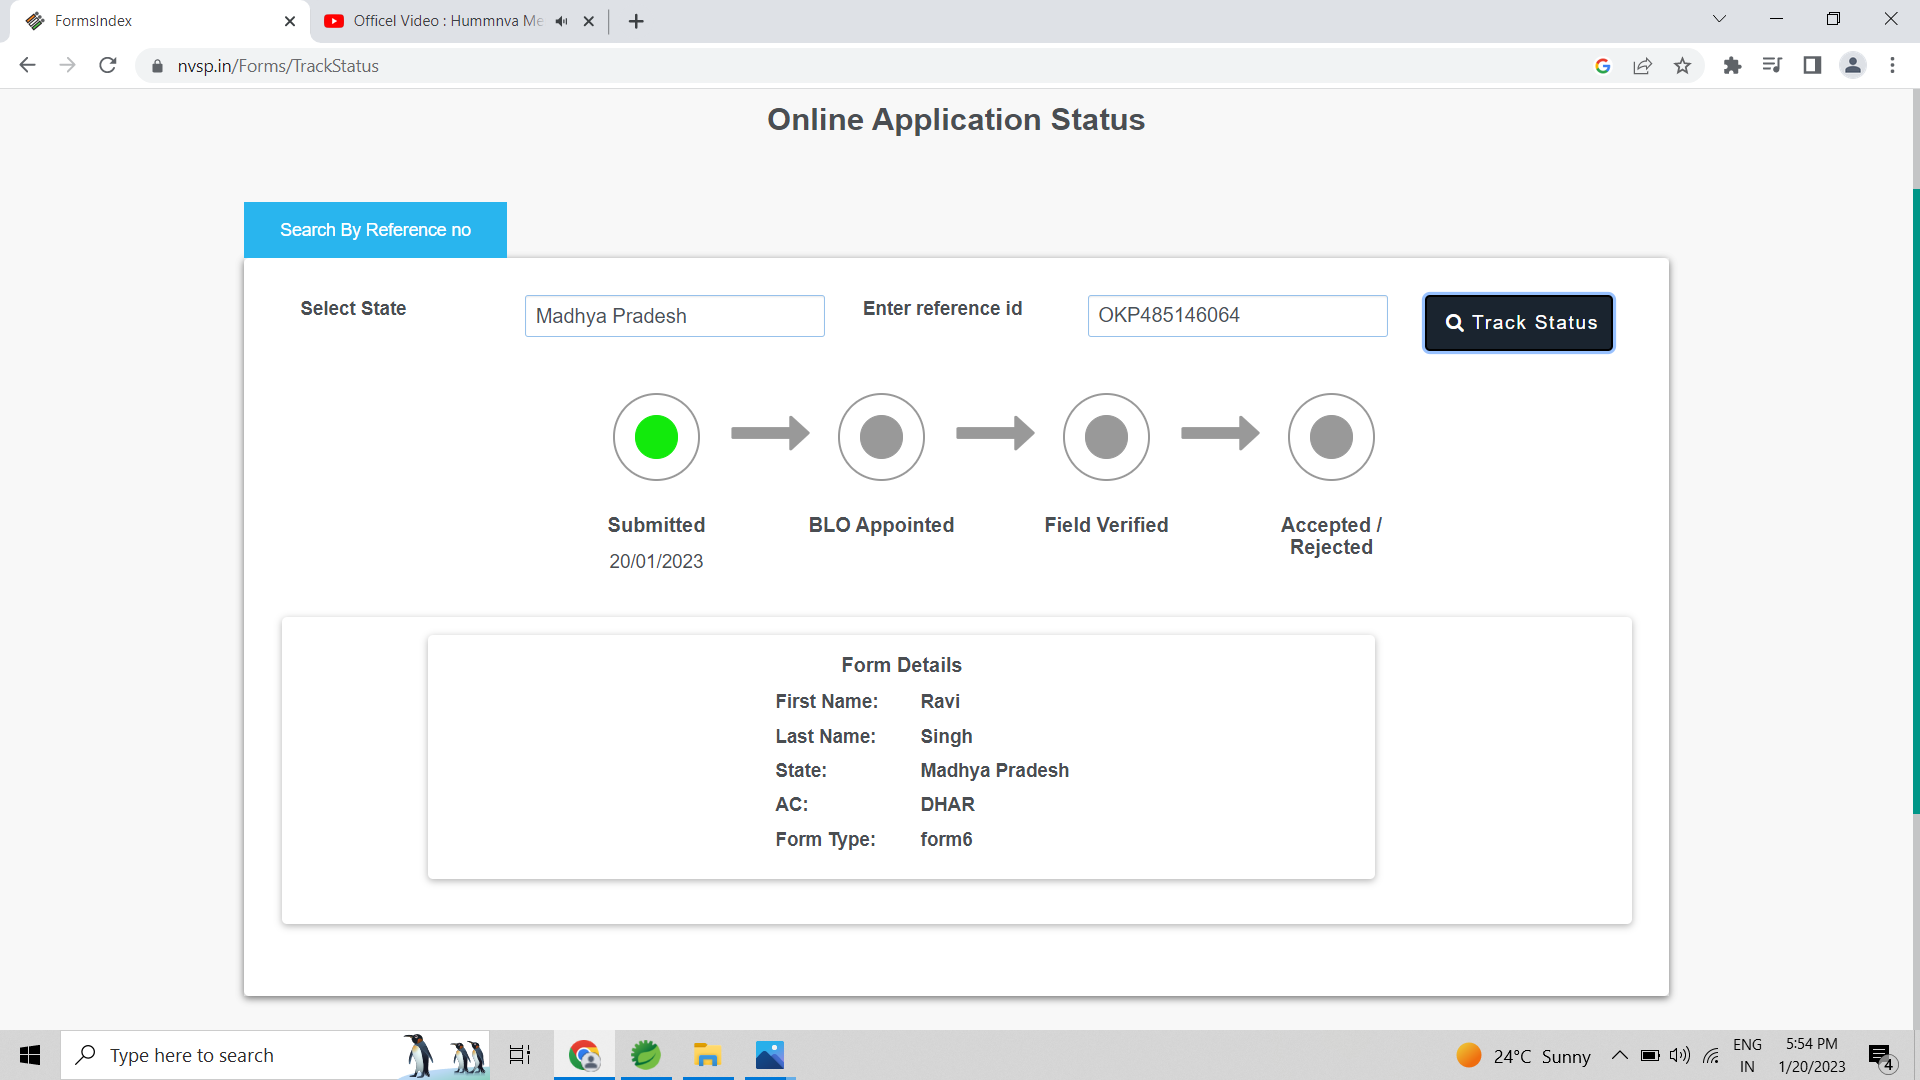 FormsIndex
Officel Video : Hummnva Me
nvsp.in/Forms/TrackStatus
Online Application Status
Search By Reference no
Select State
Madhya Pradesh
Enter reference id
OKP485146064
Track Status
Submitted
BLO Appointed
Field Verified
Accepted /
Rejected
20/01/2023
Form Details
First Name: Ravi
Last Name: Singh
State: Madhya Pradesh
AC: DHAR
Form Type: form6
Type here to search
24°C Sunny
ENG
IN
5:54 PM
1/20/2023
4